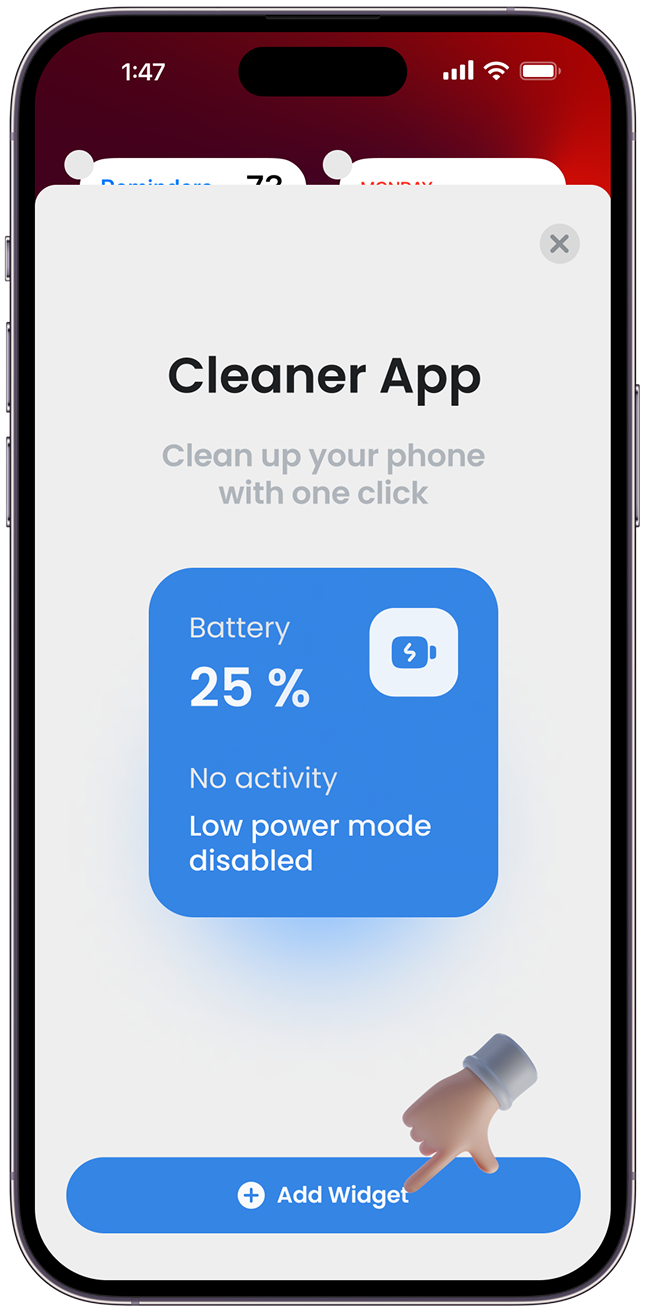 1:47
Reminders 72
MONDAY
Cleaner App
Clean up your phone
with one click
Battery
25 %
No activity
Low power mode
disabled
Add Widget